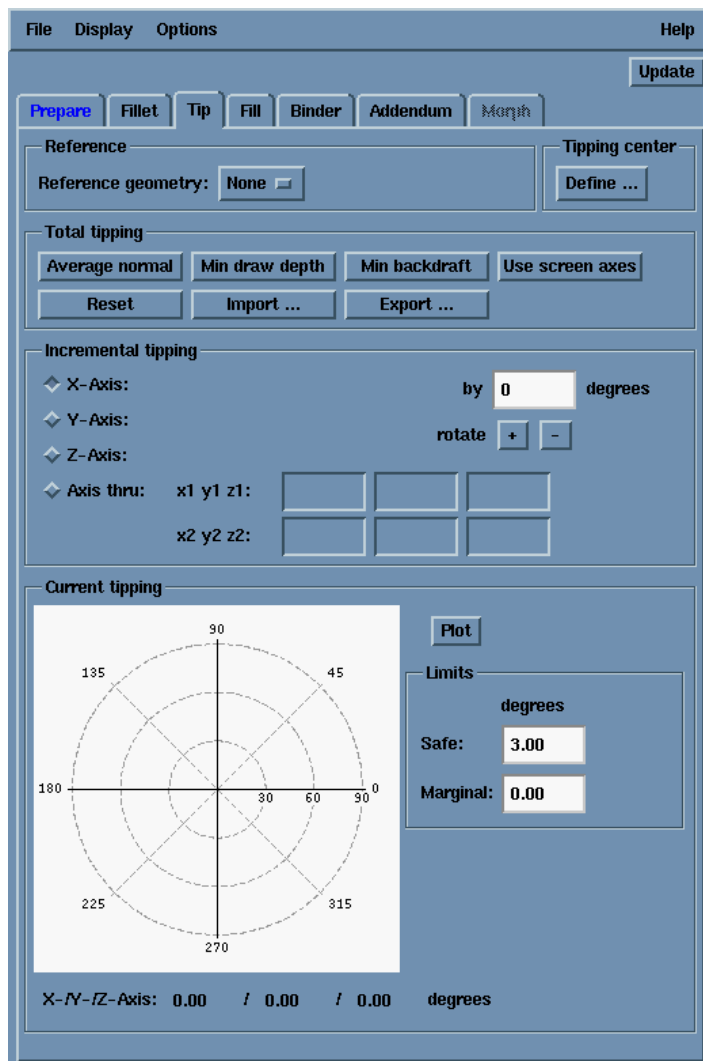 File Display Options Help
Update
Prepare Fillet Tip Fill Binder Addendum Morph
Reference Tipping center
Reference geometry: None Define ...
Total tipping
Average normal Min draw depth Min backdraft Use screen axes
Reset Import ... Export ...
Incremental tipping
X-Axis: by 0 degrees
Y-Axis:
rotate + -
Z-Axis:
Axis thru: x1 y1 z1:
x2 y2 z2:
Current tipping
Plot
90
135 45
Limits
degrees
Safe: 3.00
180 30 60 90 0
Marginal: 0.00
225 315
270
X-/Y-/Z-Axis: 0.00 / 0.00 / 0.00 degrees